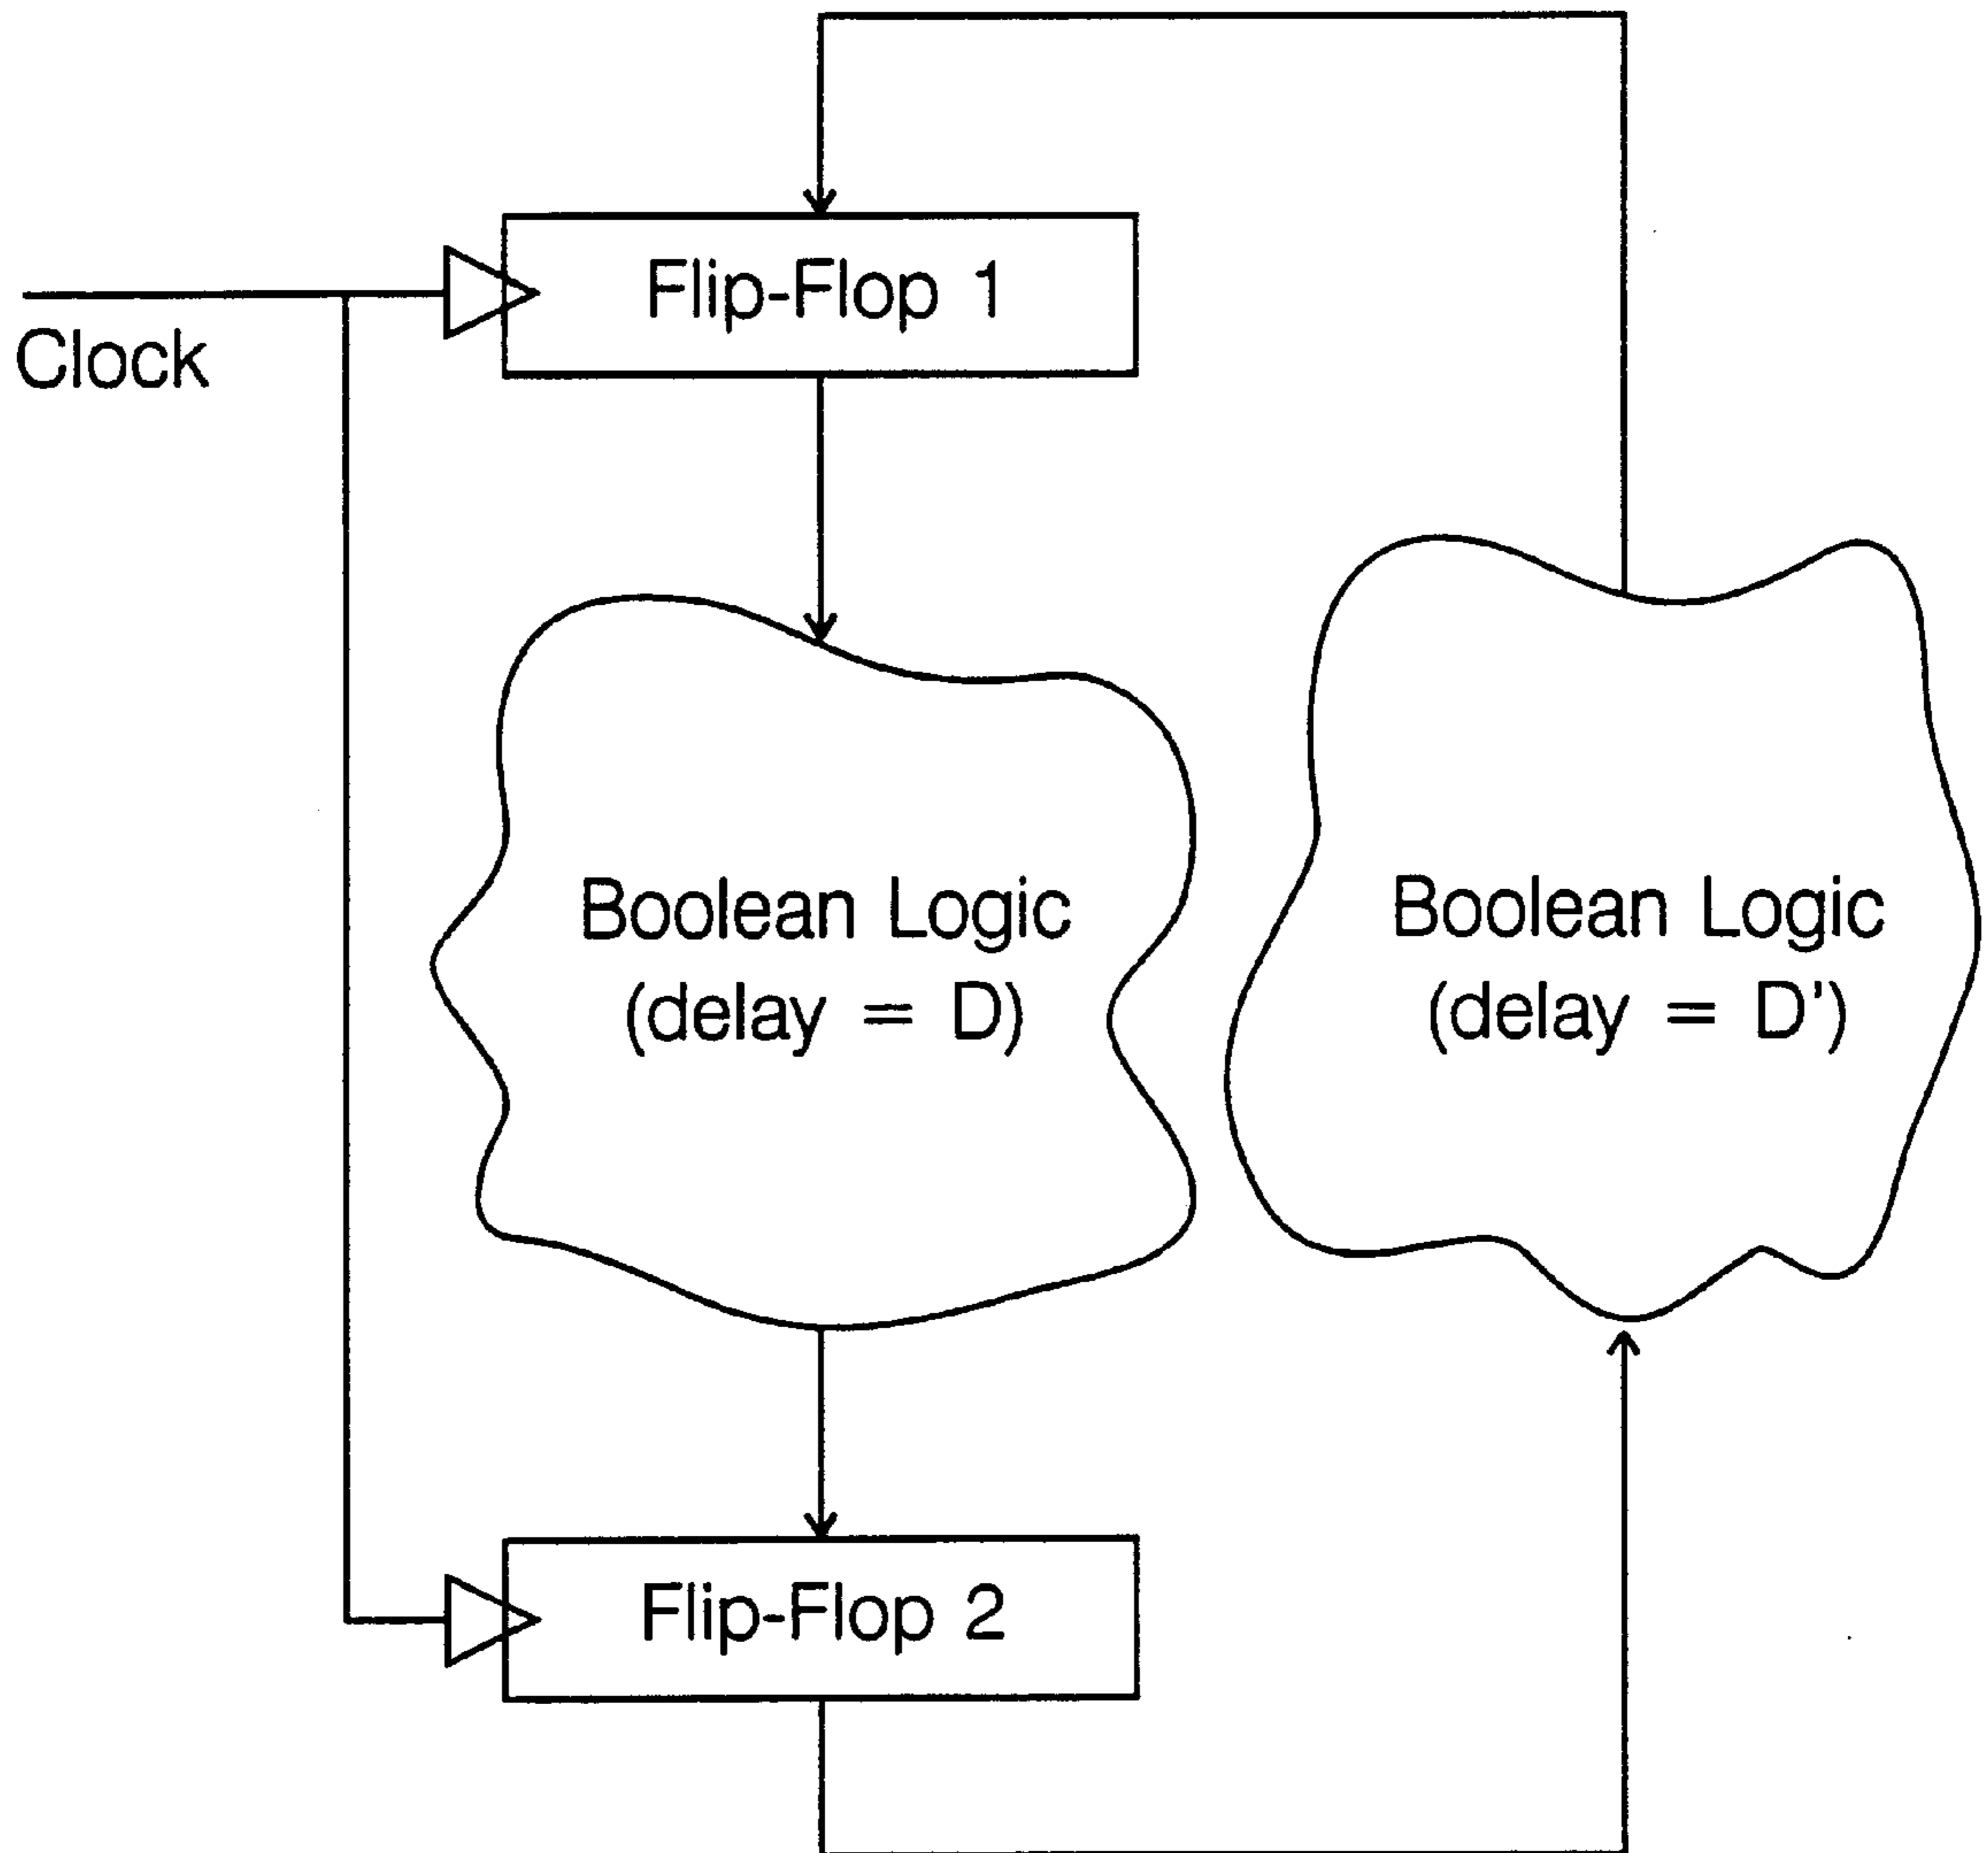 Flip-Flop 1
Clock
Boolean Logic
(delay = D)
Boolean Logic
(delay = D')
Flip-Flop 2